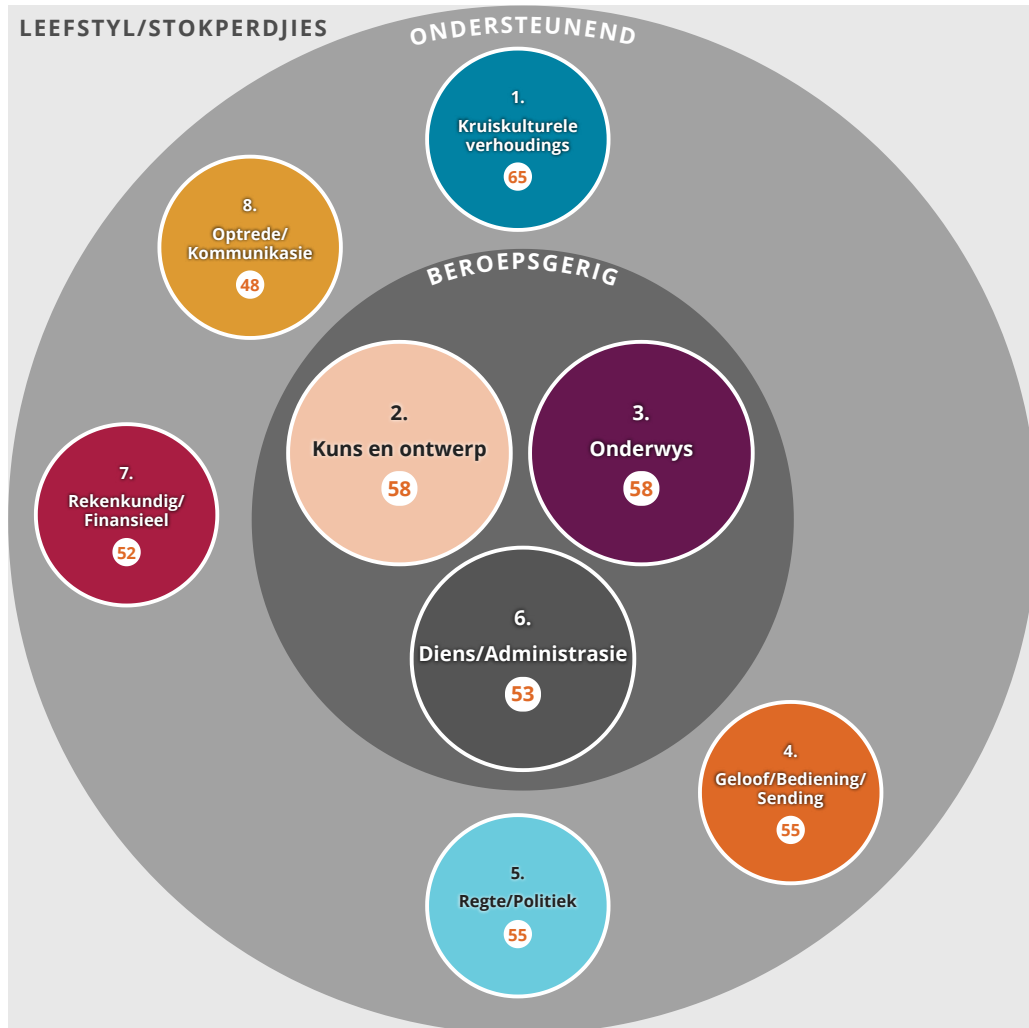 LEEFSTYL/STOKPERDJIES
ONDERSTEUNEND
1.
Kruiskulturele
verhoudings
65
8.
Optrede/
Kommunikasie
48
BEROEPSGERIG
2.
Kuns en ontwerp
58
3.
Onderwys
58
7.
Rekenkundig/
Finansieel
52
6.
Diens/Administrasie
53
4.
Geloof/Bediening/
Sending
55
5.
Regte/Politiek
55